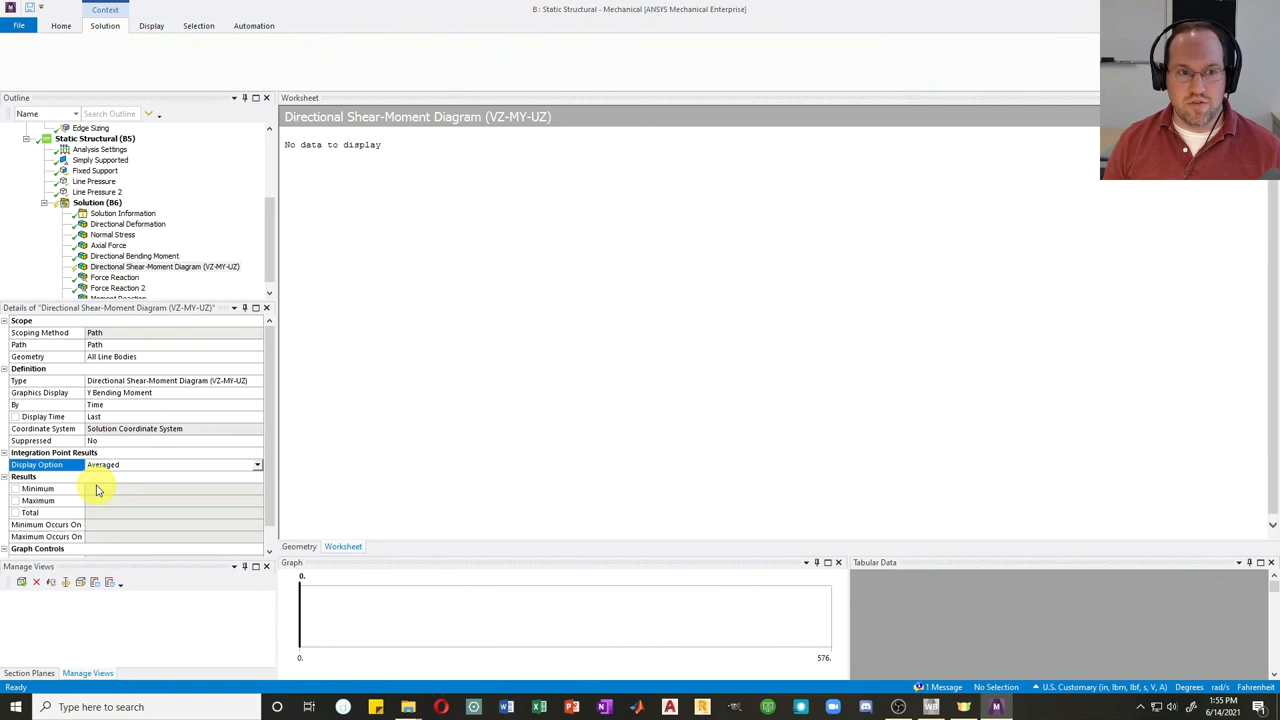 Context
B : Static Structural - Mechanical [ANSYS Mechanical Enterprise]
File
Home
Solution
Display
Selection
Automation
Outline
Name
Search Outline
Edge Sizing
Static Structural (B5)
Analysis Settings
Simply Supported
Fixed Support
Line Pressure
Line Pressure 2
Solution (B6)
Solution Information
Directional Deformation
Normal Stress
Axial Force
Directional Bending Moment
Directional Shear-Moment Diagram (VZ-MY-UZ)
Force Reaction
Force Reaction 2
Moment Reaction
Details of "Directional Shear-Moment Diagram (VZ-MY-UZ)"
Scope
Scoping Method Path
Path Path
Geometry All Line Bodies
Definition
Type Directional Shear-Moment Diagram (VZ-MY-UZ)
Graphics Display Y Bending Moment
By Time
Display Time Last
Coordinate System Solution Coordinate System
Suppressed No
Integration Point Results
Display Option Averaged
Results
Minimum
Maximum
Total
Minimum Occurs On
Maximum Occurs On
Graph Controls
Manage Views
Section Planes
Manage Views
Worksheet
Directional Shear-Moment Diagram (VZ-MY-UZ)
No data to display
Geometry
Worksheet
Graph
0.
0.
576.
Tabular Data
Ready
1 Message
No Selection
U.S. Customary (in, lbm, lbf, s, V, A)
Degrees
rad/s
Fahrenheit
Type here to search
1:55 PM
6/14/2021